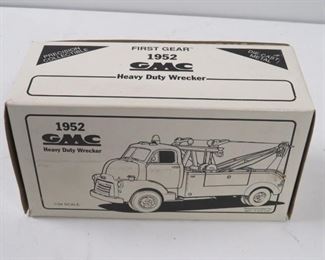 PRECISION
COLLECTIBLE
FIRST GEAR™
1952
GMC
Heavy Duty Wrecker
DIE-CAST
METAL
1952
GMC
Heavy Duty Wrecker
1/34 SCALE